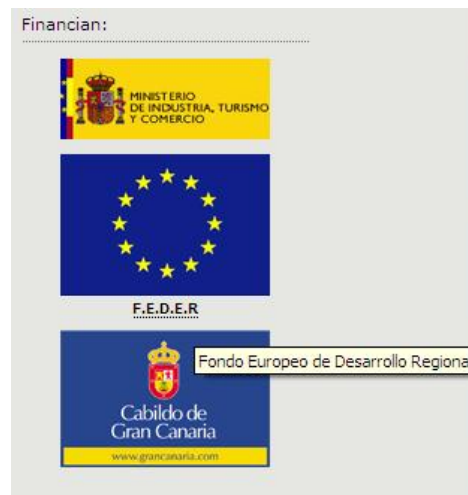 Financian:
MINISTERIO
DE INDUSTRIA, TURISMO
Y COMERCIO
F.E.D.E.R
Fondo Europeo de Desarrollo Regiona
Cabildo de
Gran Canaria
www.grancanaria.com